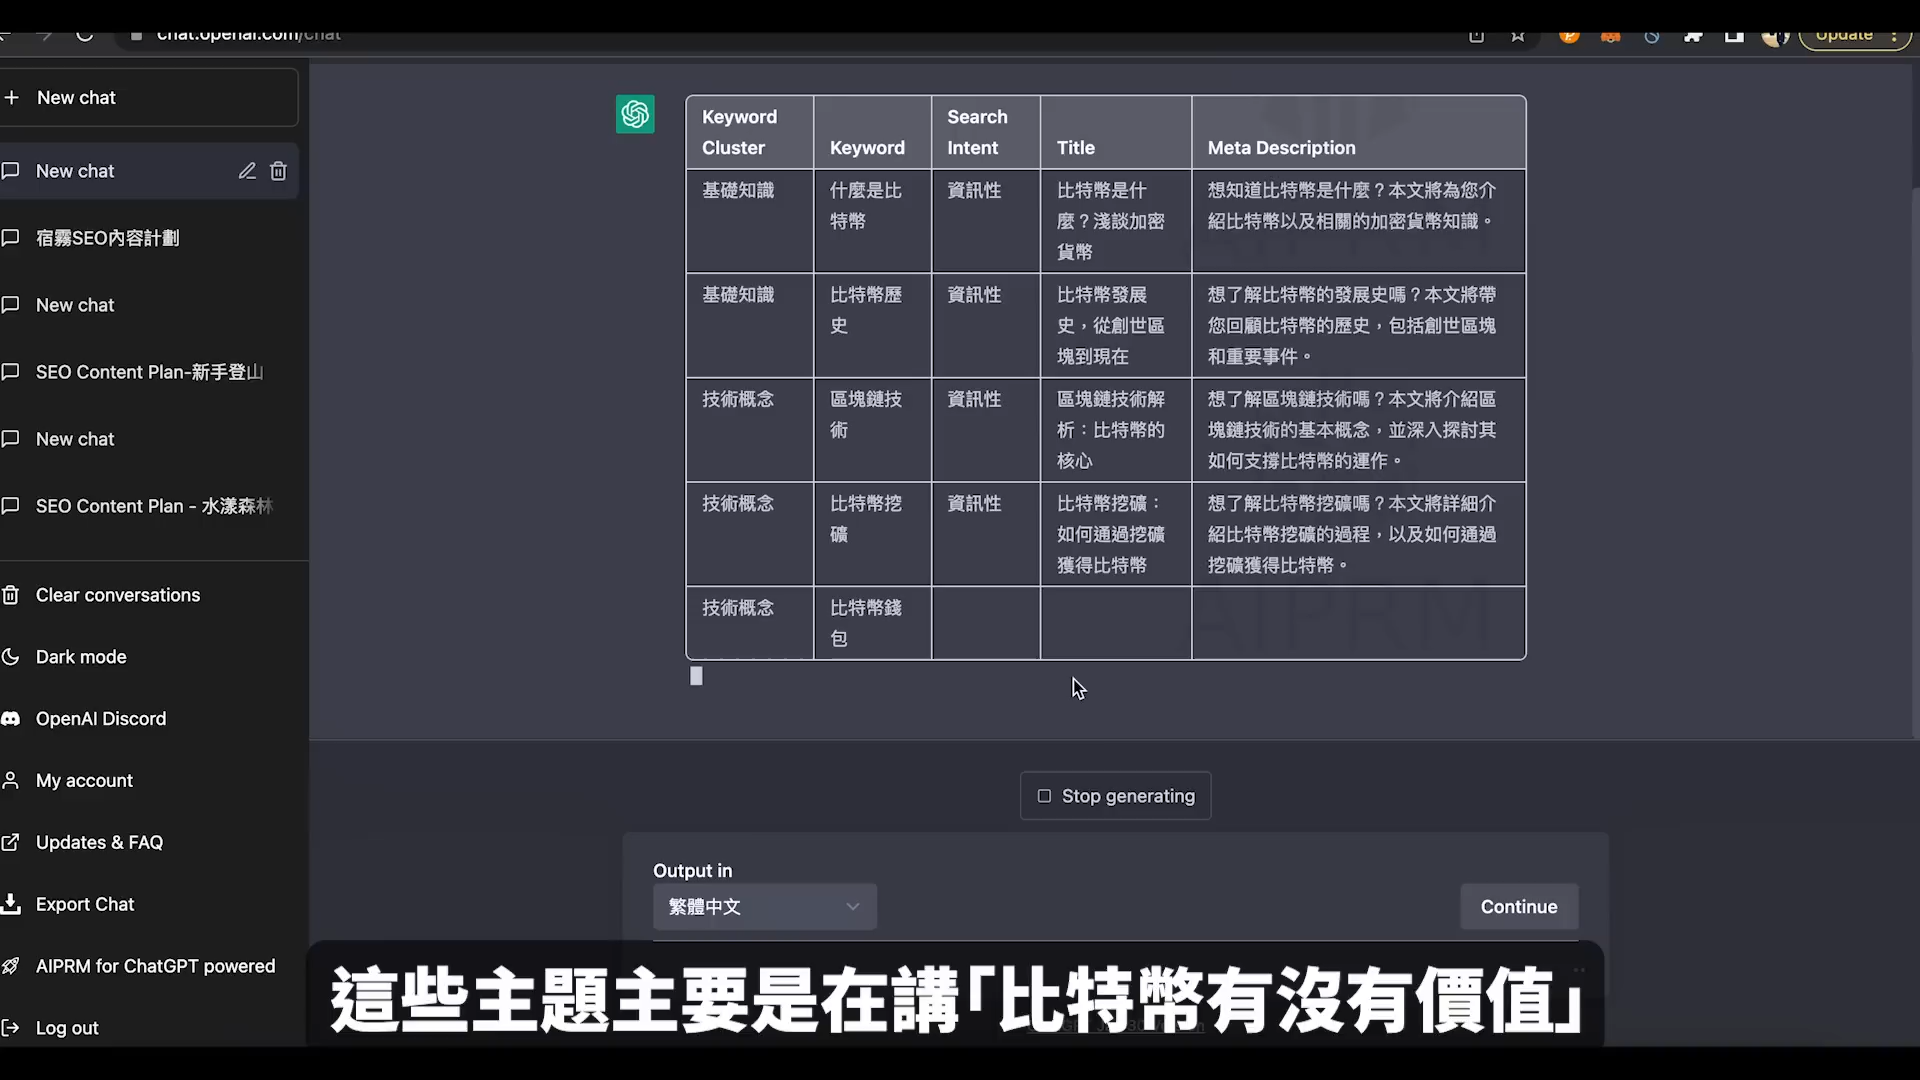 chat.openai.com/chat
Update
New chat
New chat
宿霧SEO內容計劃
New chat
SEO Content Plan-新手登山
New chat
SEO Content Plan - 水漾森林
Clear conversations
Dark mode
OpenAI Discord
My account
Updates & FAQ
Export Chat
AIPRM for ChatGPT powered
Log out
Keyword
Cluster
Keyword
Search
Intent
Title
Meta Description
基礎知識
什麼是比
特幣
資訊性
比特幣是什
麼？淺談加密
貨幣
想知道比特幣是什麼？本文將為您介
紹比特幣以及相關的加密貨幣知識。
基礎知識
比特幣歷
史
資訊性
比特幣發展
史，從創世區
塊到現在
想了解比特幣的發展史嗎？本文將帶
您回顧比特幣的歷史，包括創世區塊
和重要事件。
技術概念
區塊鏈技
術
資訊性
區塊鏈技術解
析：比特幣的
核心
想了解區塊鏈技術嗎？本文將介紹區
塊鏈技術的基本概念，並深入探討其
如何支撐比特幣的運作。
技術概念
比特幣挖
礦
資訊性
比特幣挖礦：
如何通過挖礦
獲得比特幣
想了解比特幣挖礦嗎？本文將詳細介
紹比特幣挖礦的過程，以及如何通過
挖礦獲得比特幣。
技術概念
比特幣錢
包
AIPRM
Stop generating
Output in
繁體中文
Continue
這些主題主要是在講「比特幣有沒有價值」